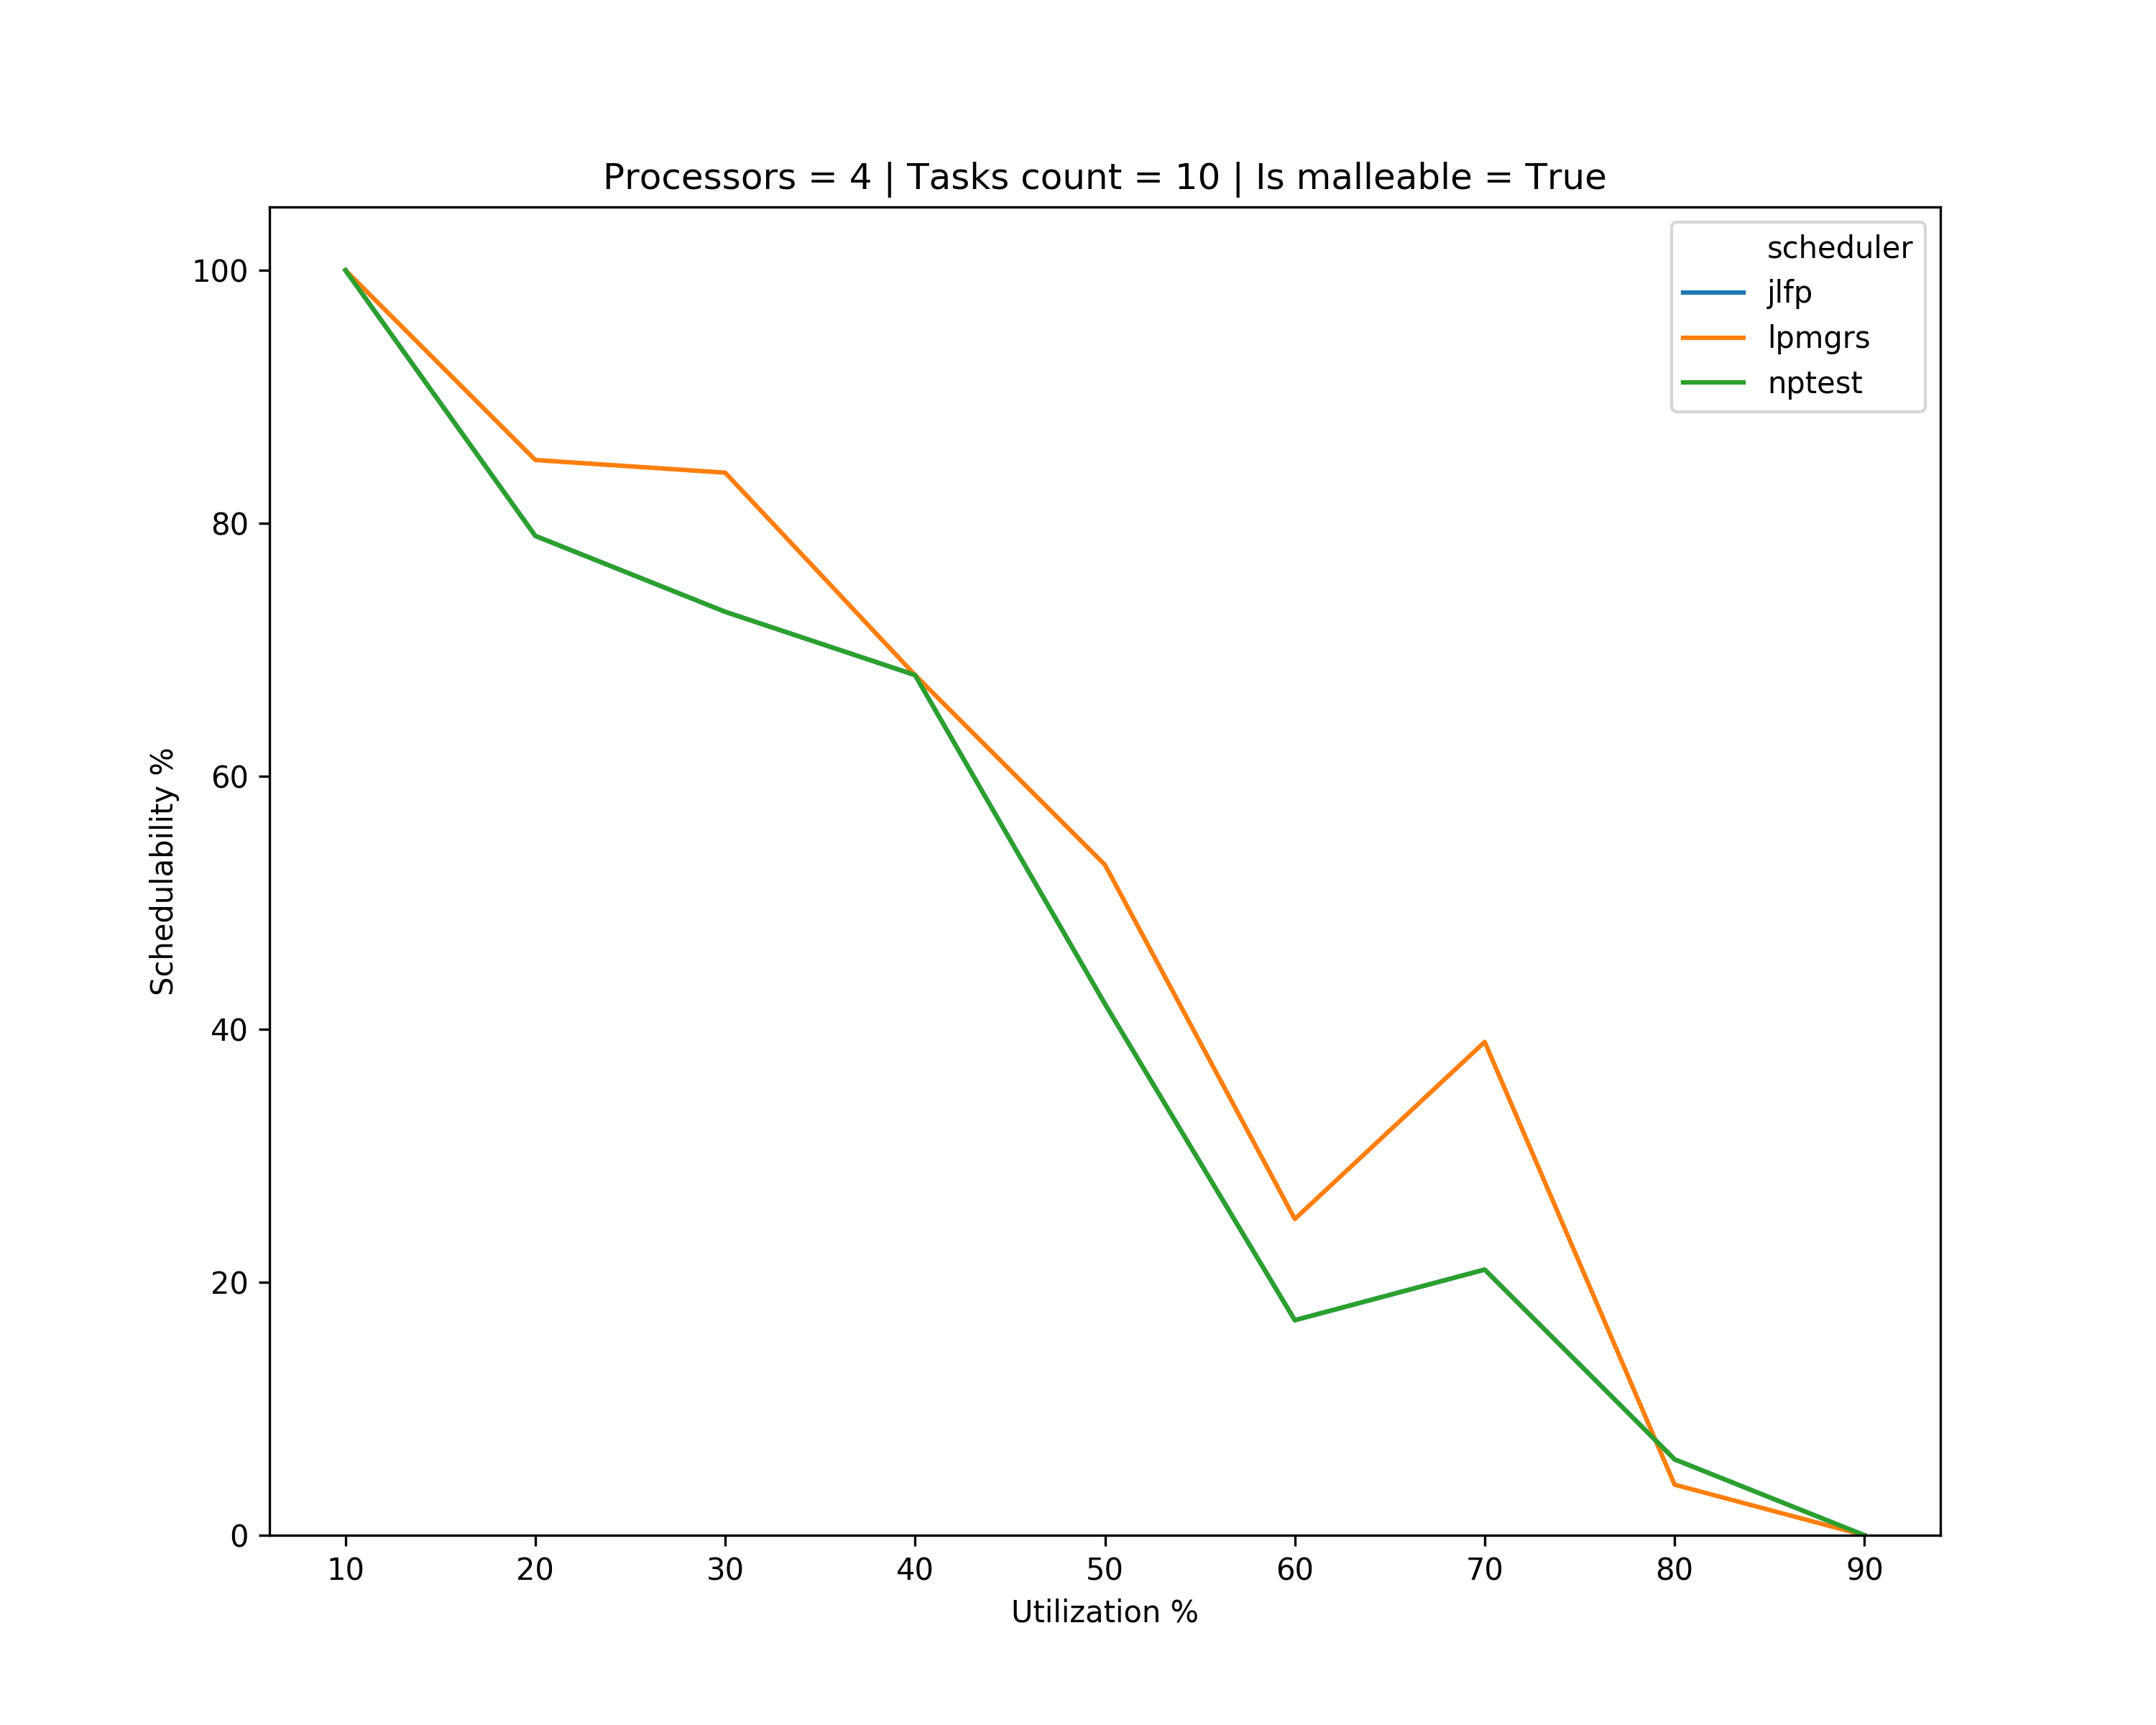 Processors = 4 | Tasks count = 10 | Is malleable = True
scheduler
jlfp
lpmgrs
nptest
Schedulability %
100
80
60
40
20
0
10 20 30 40 50 60 70 80 90
Utilization %